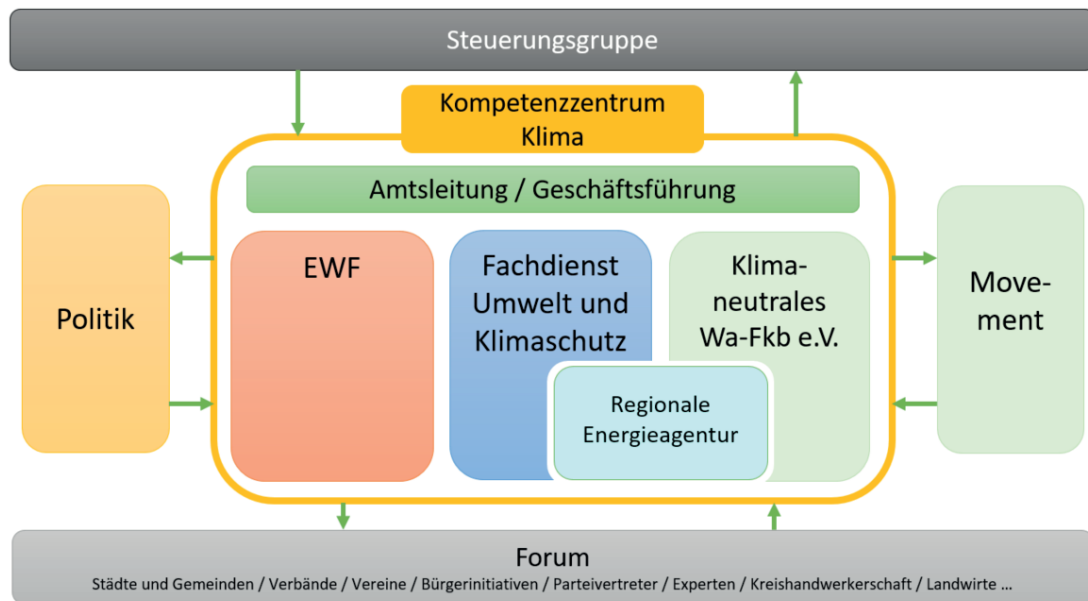 Steuerungsgruppe
Kompetenzzentrum
Klima
Amtsleitung / Geschäftsführung
Politik
EWF
Fachdienst
Umwelt und
Klimaschutz
Klima-
neutrales
Wa-Fkb e.V.
Regionale
Energieagentur
Move-
ment
Forum
Städte und Gemeinden / Verbände / Vereine / Bürgerinitiativen / Parteivertreter / Experten / Kreishandwerkerschaft / Landwirte ...